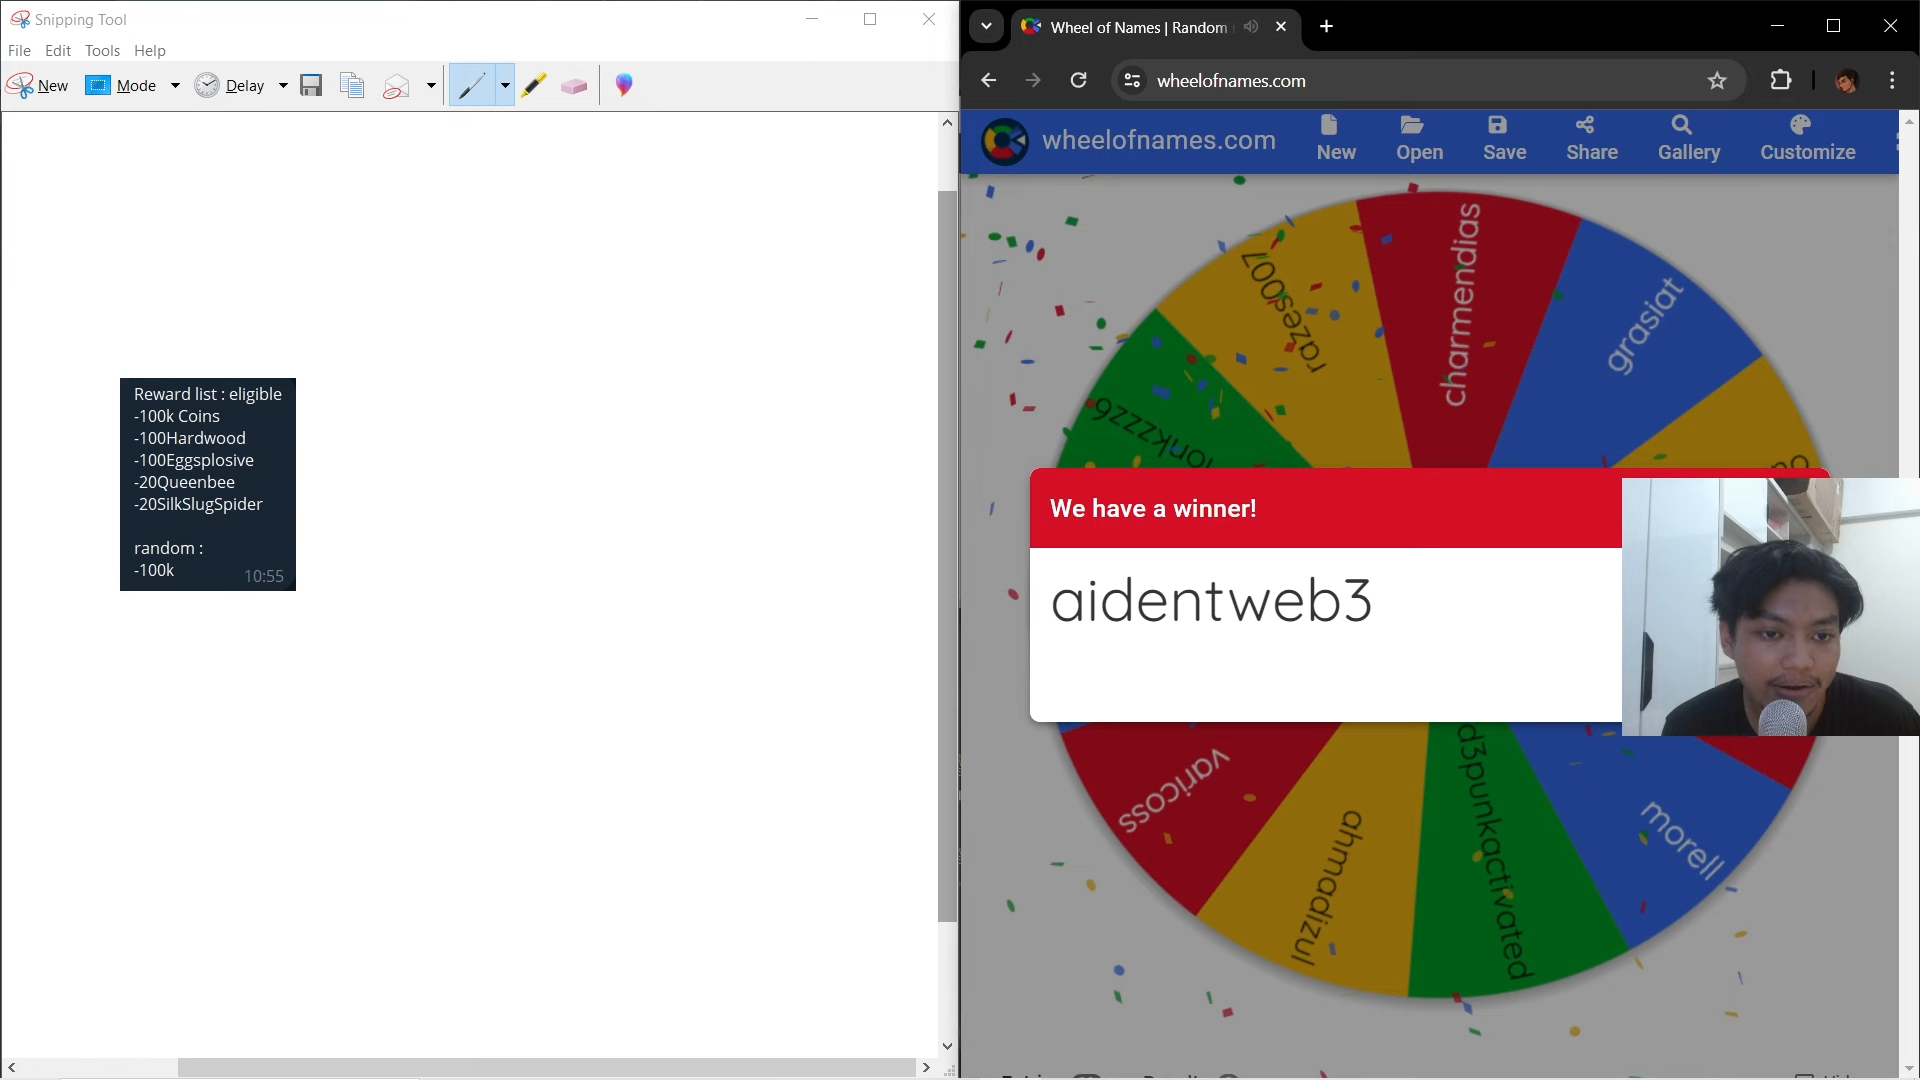 Snipping Tool
File Edit Tools Help
New Mode Delay
Reward list : eligible
-100k Coins
-100Hardwood
-100Eggsplosive
-20Queenbee
-20SilkSlugSpider
random :
-100k
10:55
Wheel of Names | Random
wheelofnames.com
wheelofnames.com
New Open Save Share Gallery Customize
razes007
charmendias
grasiat
We have a winner!
aidentweb3
varicoss
ahmadizul
d3punkactivated
morell